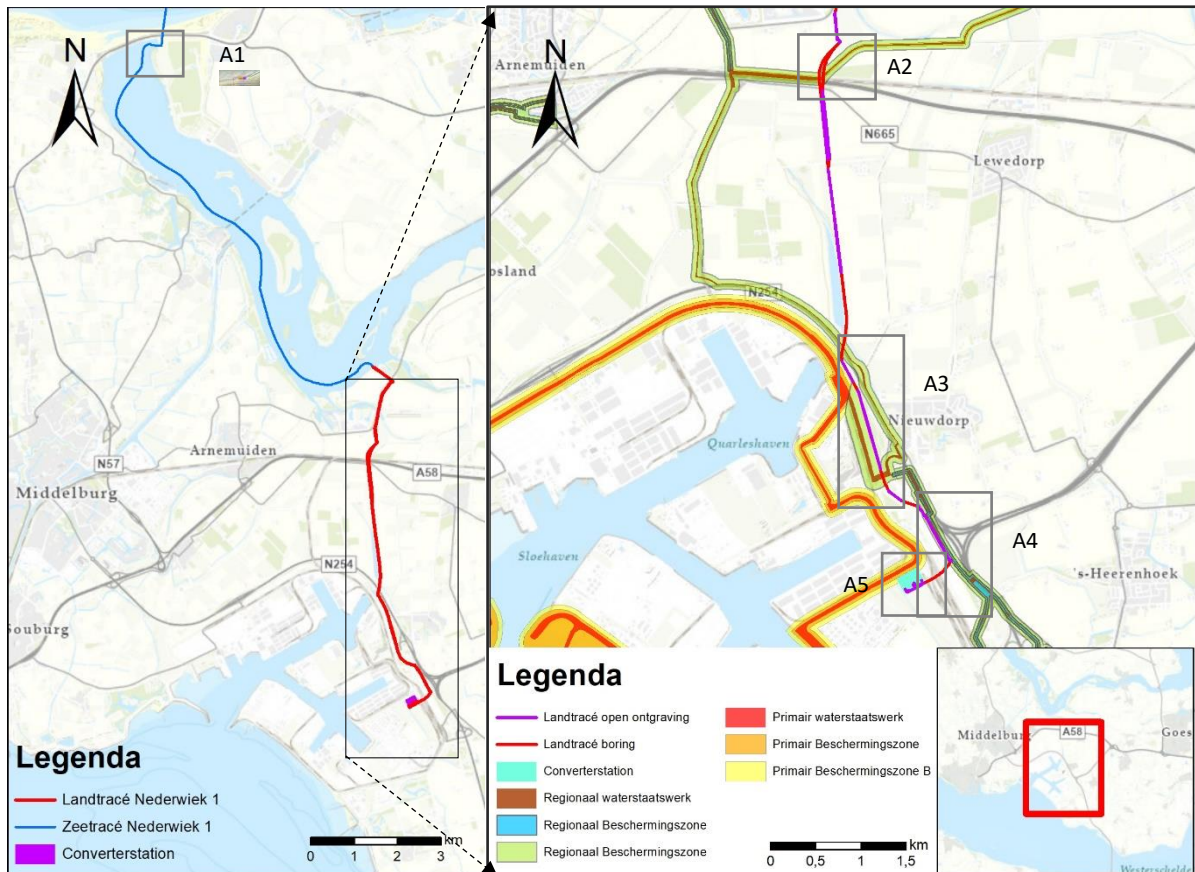 A1
N
Arnemuiden
N57
Middelburg
A58
N254
Souburg
Legenda
Landtracé Nederwiek 1
Zeetracé Nederwiek 1
Converterstation
km
0 1 2 3
Arnemuiden
A2
N
N665
Lewedorp
osland
N254
A3
Nieuwdorp
Quarleshaven
Sloehaven
A4
A5
's-Heerenhoek
Legenda
Landtracé open ontgraving
Landtracé boring
Converterstation
Regionaal waterstaatswerk
Regionaal Beschermingszone
Regionaal Beschermingszone
Primair waterstaatswerk
Primair Beschermingszone
Primair Beschermingszone B
km
0 0,5 1 1,5
Middelburg
A58
Goes
Westerschelde